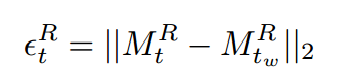 ϵ_t^R = ||M_t^R − M_{t_w}^R||_2